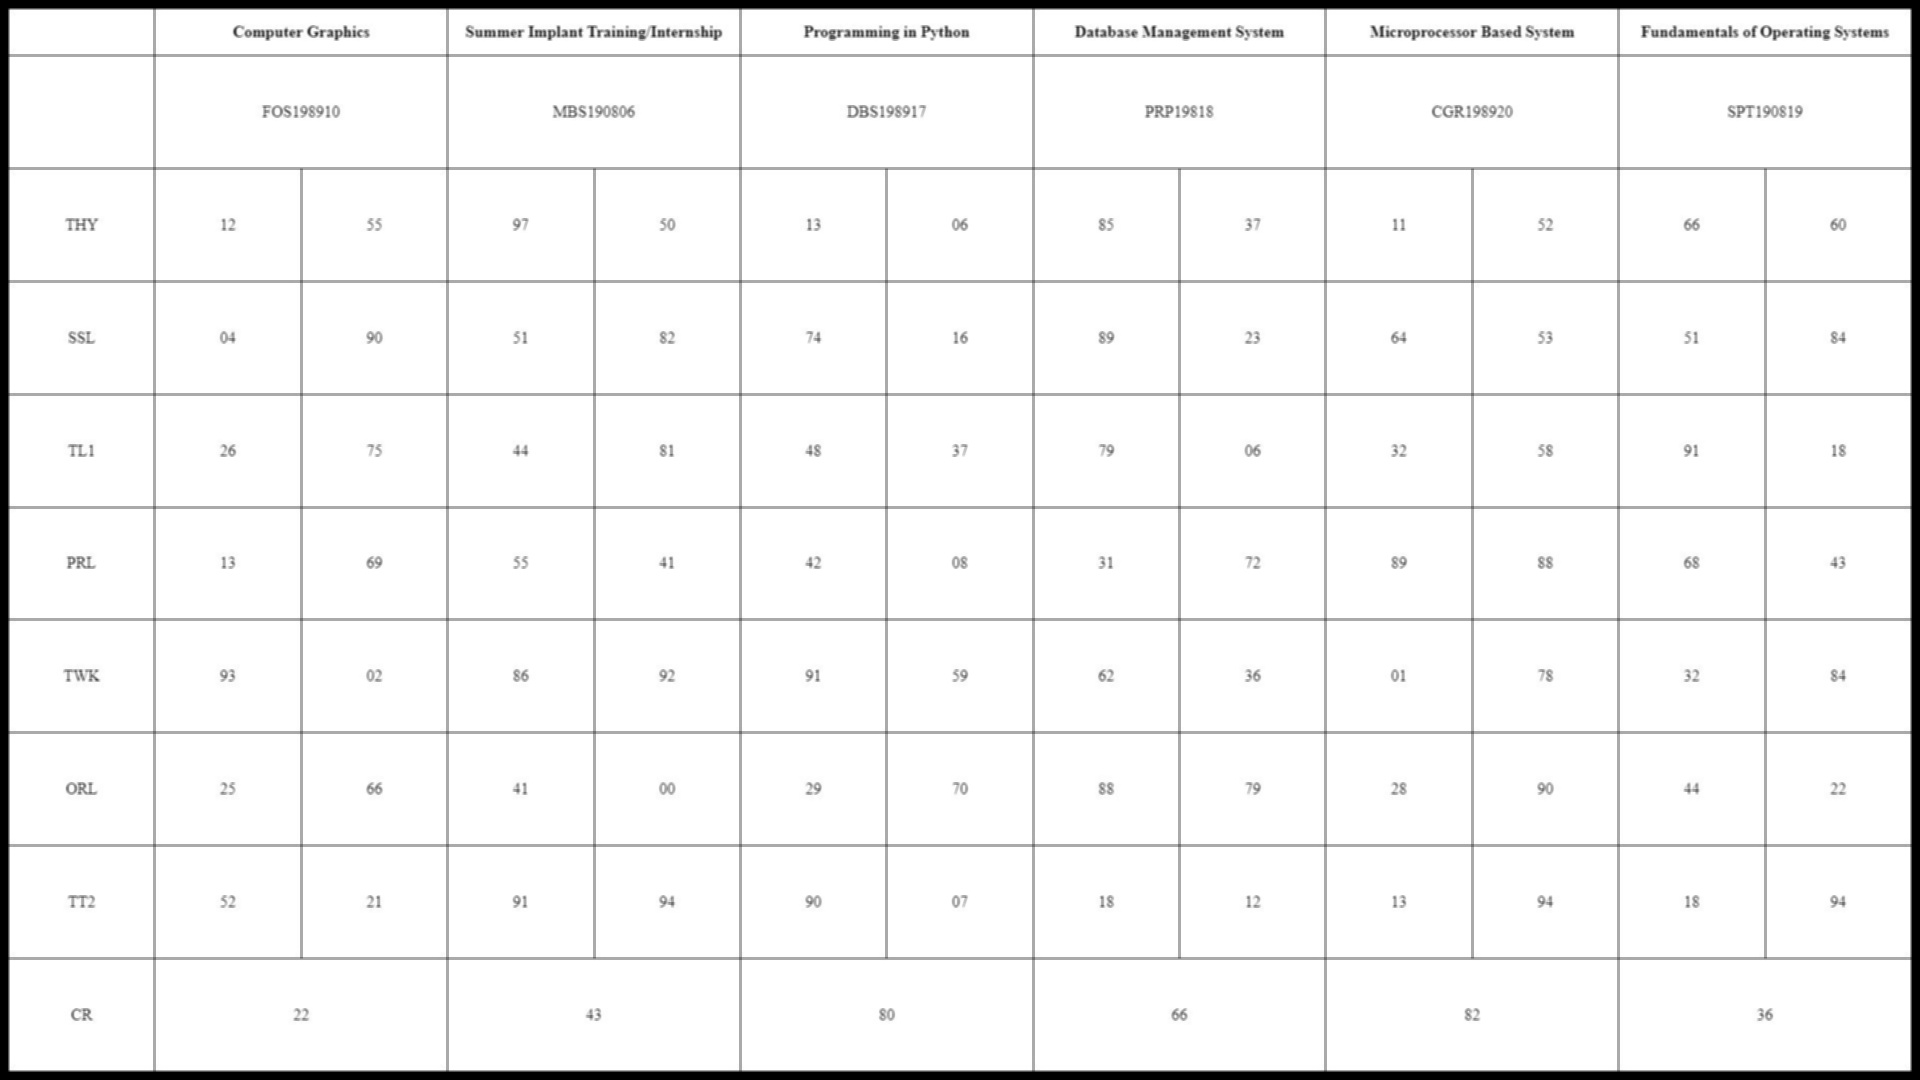 Computer Graphics Summer Implant Training/Internship Programming in Python Database Management System Microprocessor Based System Fundamentals of Operating Systems
FOS198910 MBS190806 DBS198917 PRP19818 CGR198920 SPT190819
THY 12 55 97 50 13 06 85 37 11 52 66 60
SSL 04 90 51 82 74 16 89 23 64 53 51 84
TL1 26 75 44 81 48 37 79 06 32 58 91 18
PRL 13 69 55 41 42 08 31 72 89 88 68 43
TWK 93 02 86 92 91 59 62 36 01 78 32 84
ORL 25 66 41 00 29 70 88 79 28 90 44 22
TT2 52 21 91 94 90 07 18 12 13 94 18 94
CR 22 43 80 66 82 36